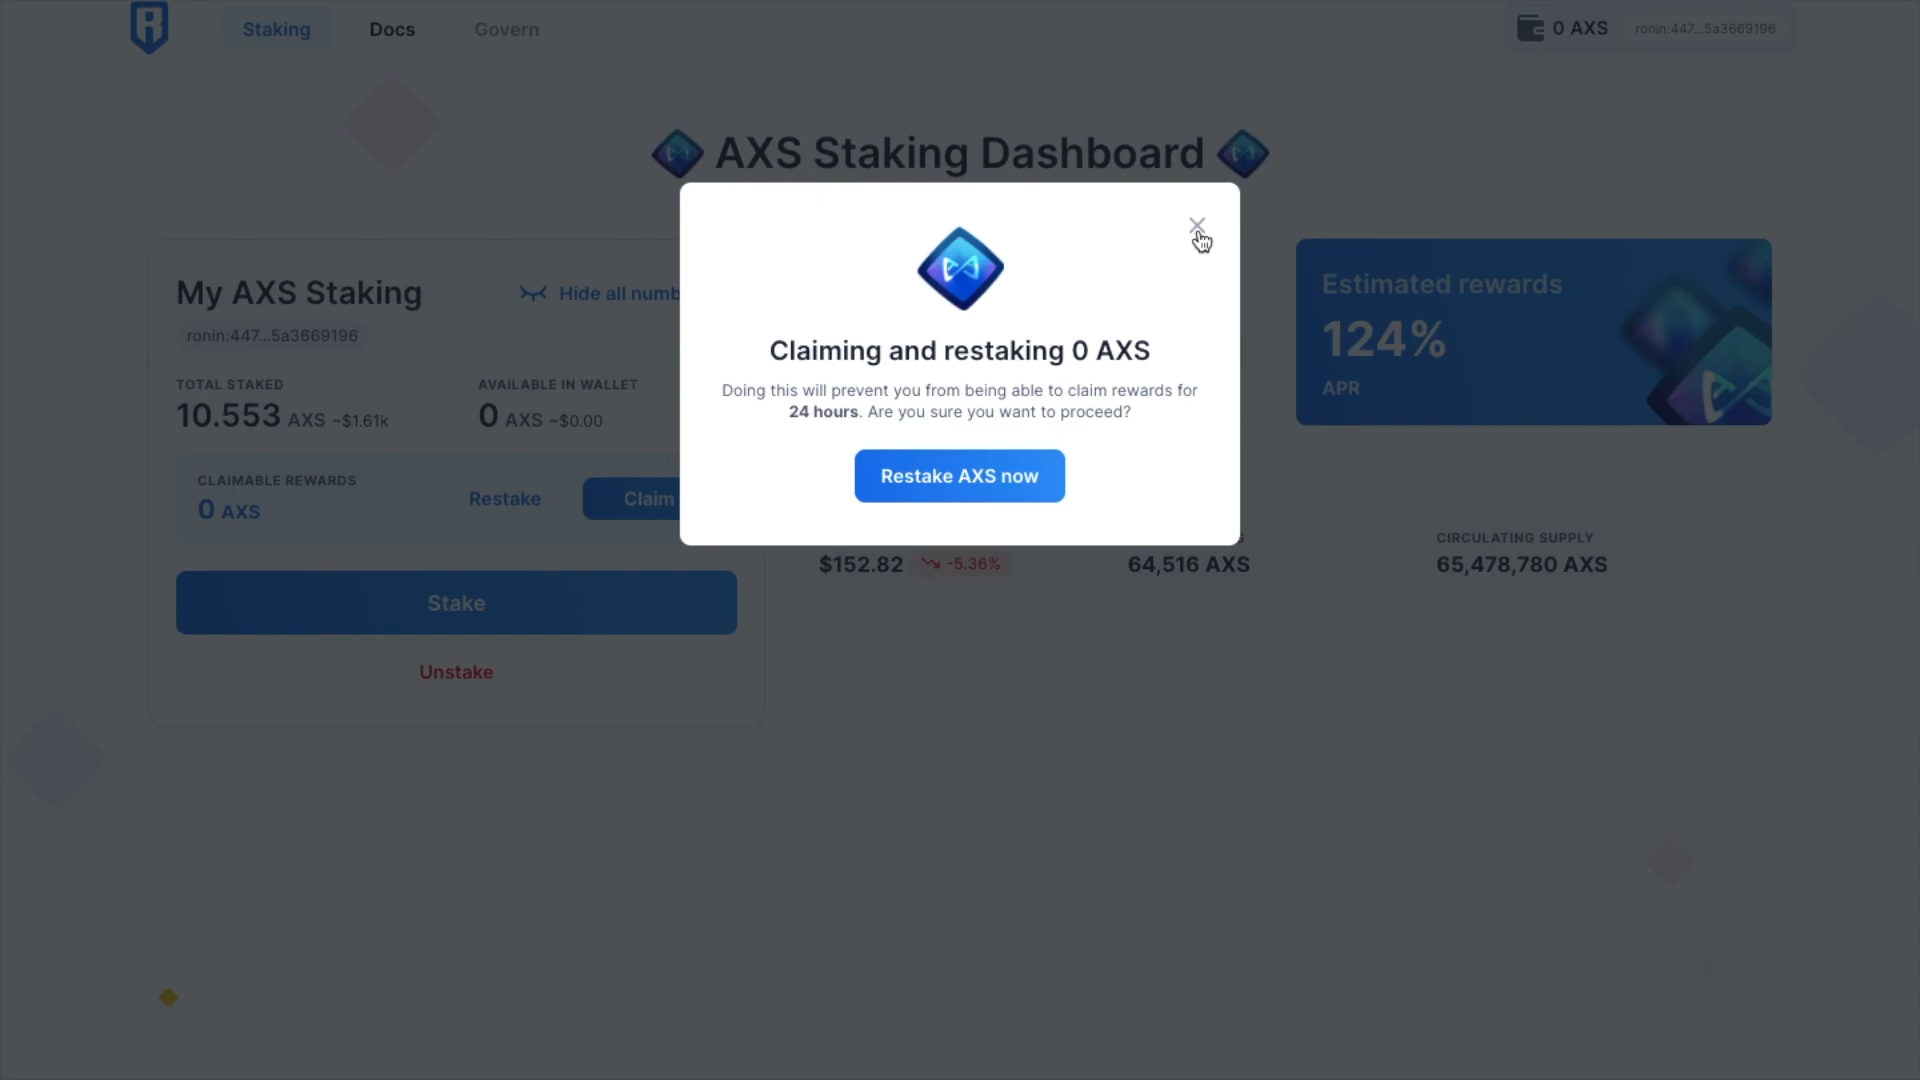 Staking
Docs
Govern
0 AXS
ronin:447...5a3669196
AXS Staking Dashboard
My AXS Staking
Hide all numb
ronin:447...5a3669196
TOTAL STAKED
10.553 AXS ~$1.61k
AVAILABLE IN WALLET
0 AXS ~$0.00
CLAIMABLE REWARDS
0 AXS
Restake
Claim
Stake
Unstake
Claiming and restaking 0 AXS
Doing this will prevent you from being able to claim rewards for
24 hours. Are you sure you want to proceed?
Restake AXS now
Estimated rewards
124%
APR
$152.82
-5.36%
64,516 AXS
CIRCULATING SUPPLY
65,478,780 AXS